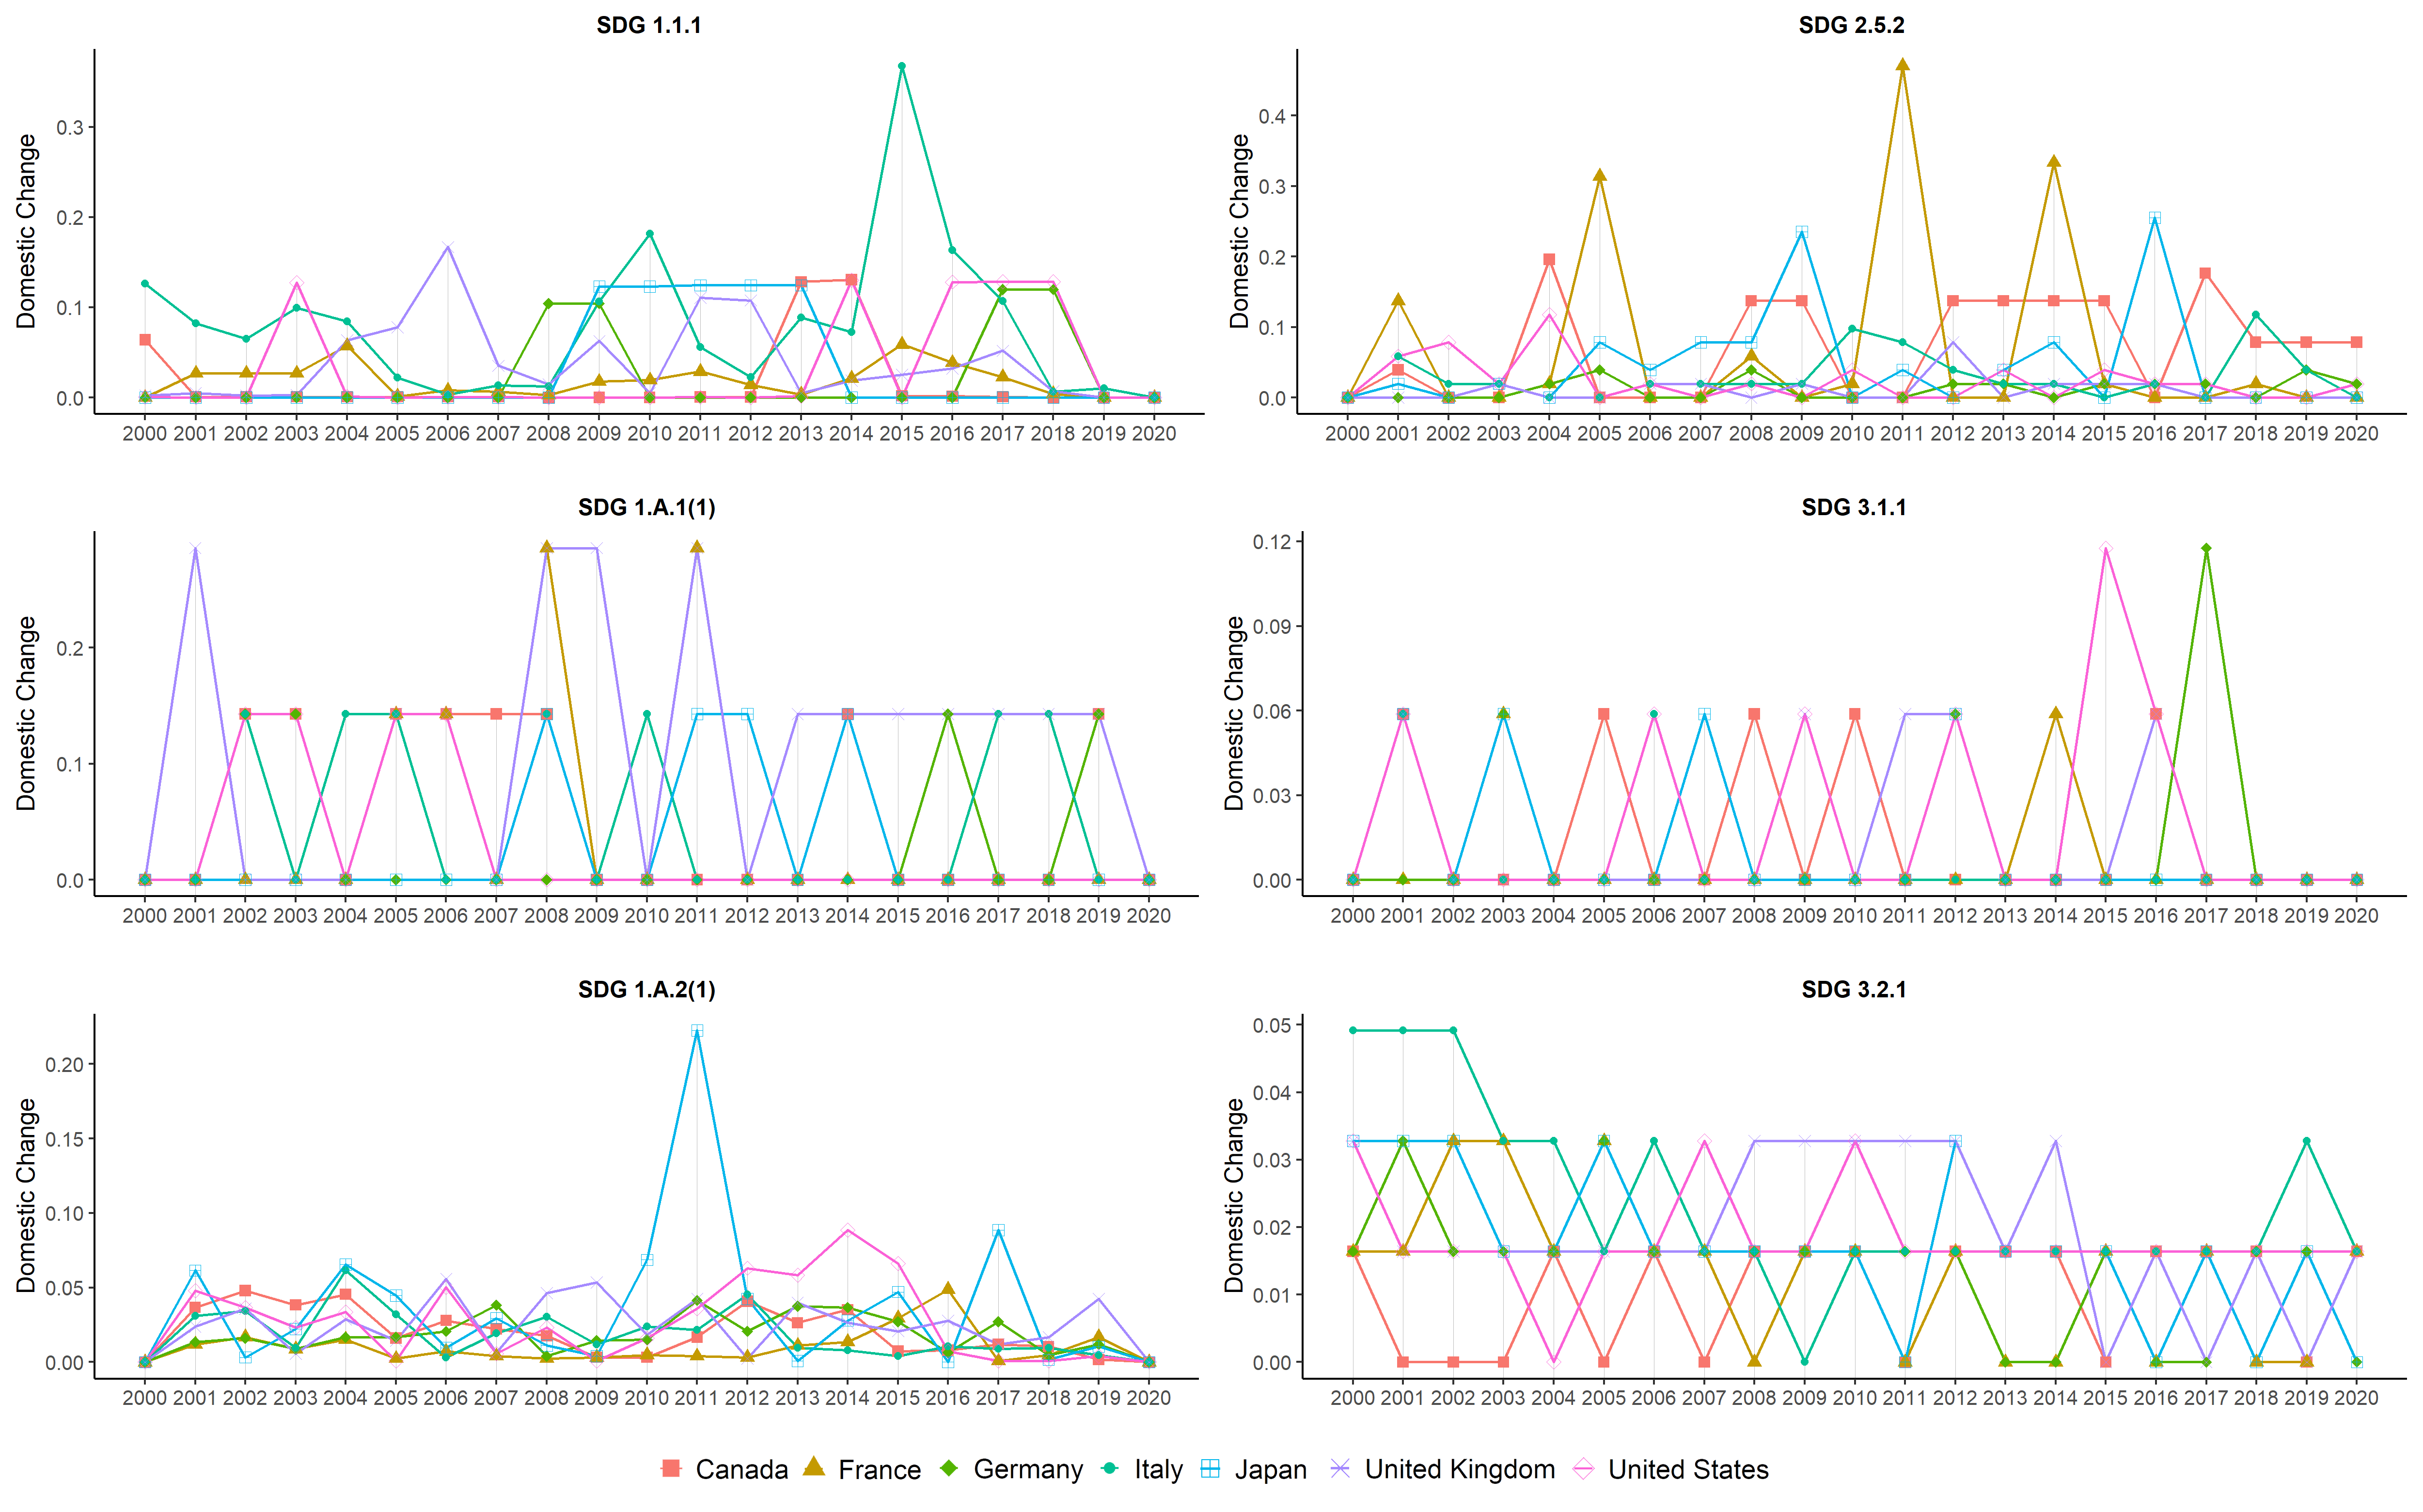 SDG 1.1.1
Domestic Change
0.3
0.2
0.1
0.0
2000 2001 2002 2003 2004 2005 2006 2007 2008 2009 2010 2011 2012 2013 2014 2015 2016 2017 2018 2019 2020
SDG 2.5.2
Domestic Change
0.4
0.3
0.2
0.1
0.0
2000 2001 2002 2003 2004 2005 2006 2007 2008 2009 2010 2011 2012 2013 2014 2015 2016 2017 2018 2019 2020
SDG 1.A.1(1)
Domestic Change
0.2
0.1
0.0
2000 2001 2002 2003 2004 2005 2006 2007 2008 2009 2010 2011 2012 2013 2014 2015 2016 2017 2018 2019 2020
SDG 3.1.1
Domestic Change
0.12
0.09
0.06
0.03
0.00
2000 2001 2002 2003 2004 2005 2006 2007 2008 2009 2010 2011 2012 2013 2014 2015 2016 2017 2018 2019 2020
SDG 1.A.2(1)
Domestic Change
0.20
0.15
0.10
0.05
0.00
2000 2001 2002 2003 2004 2005 2006 2007 2008 2009 2010 2011 2012 2013 2014 2015 2016 2017 2018 2019 2020
SDG 3.2.1
Domestic Change
0.05
0.04
0.03
0.02
0.01
0.00
2000 2001 2002 2003 2004 2005 2006 2007 2008 2009 2010 2011 2012 2013 2014 2015 2016 2017 2018 2019 2020
Canada France Germany Italy Japan United Kingdom United States